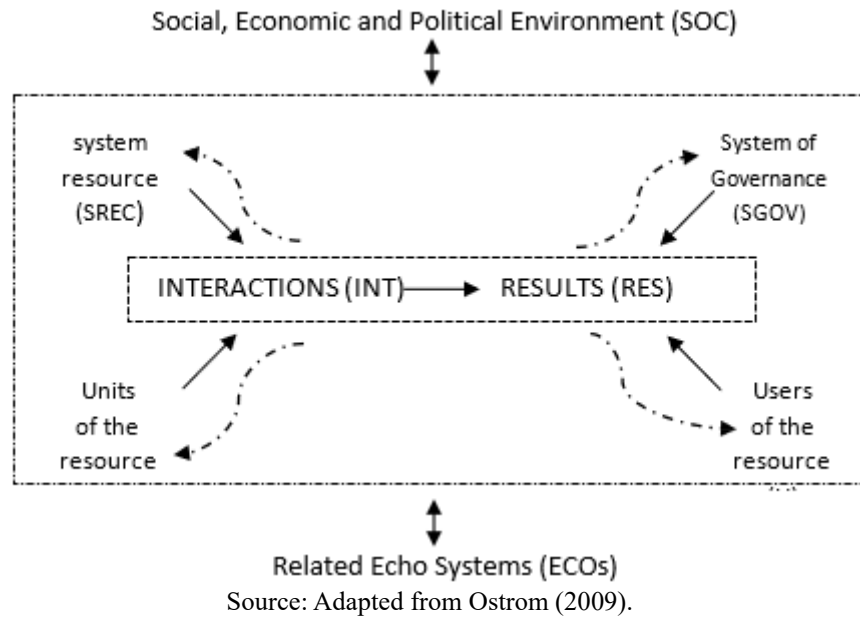 Social, Economic and Political Environment (SOC)
system
resource
(SREC)
System of
Governance
(SGOV)
INTERACTIONS (INT)
RESULTS (RES)
Units
of the
resource
Users
of the
resource
Related Echo Systems (ECOs)
Source: Adapted from Ostrom (2009).